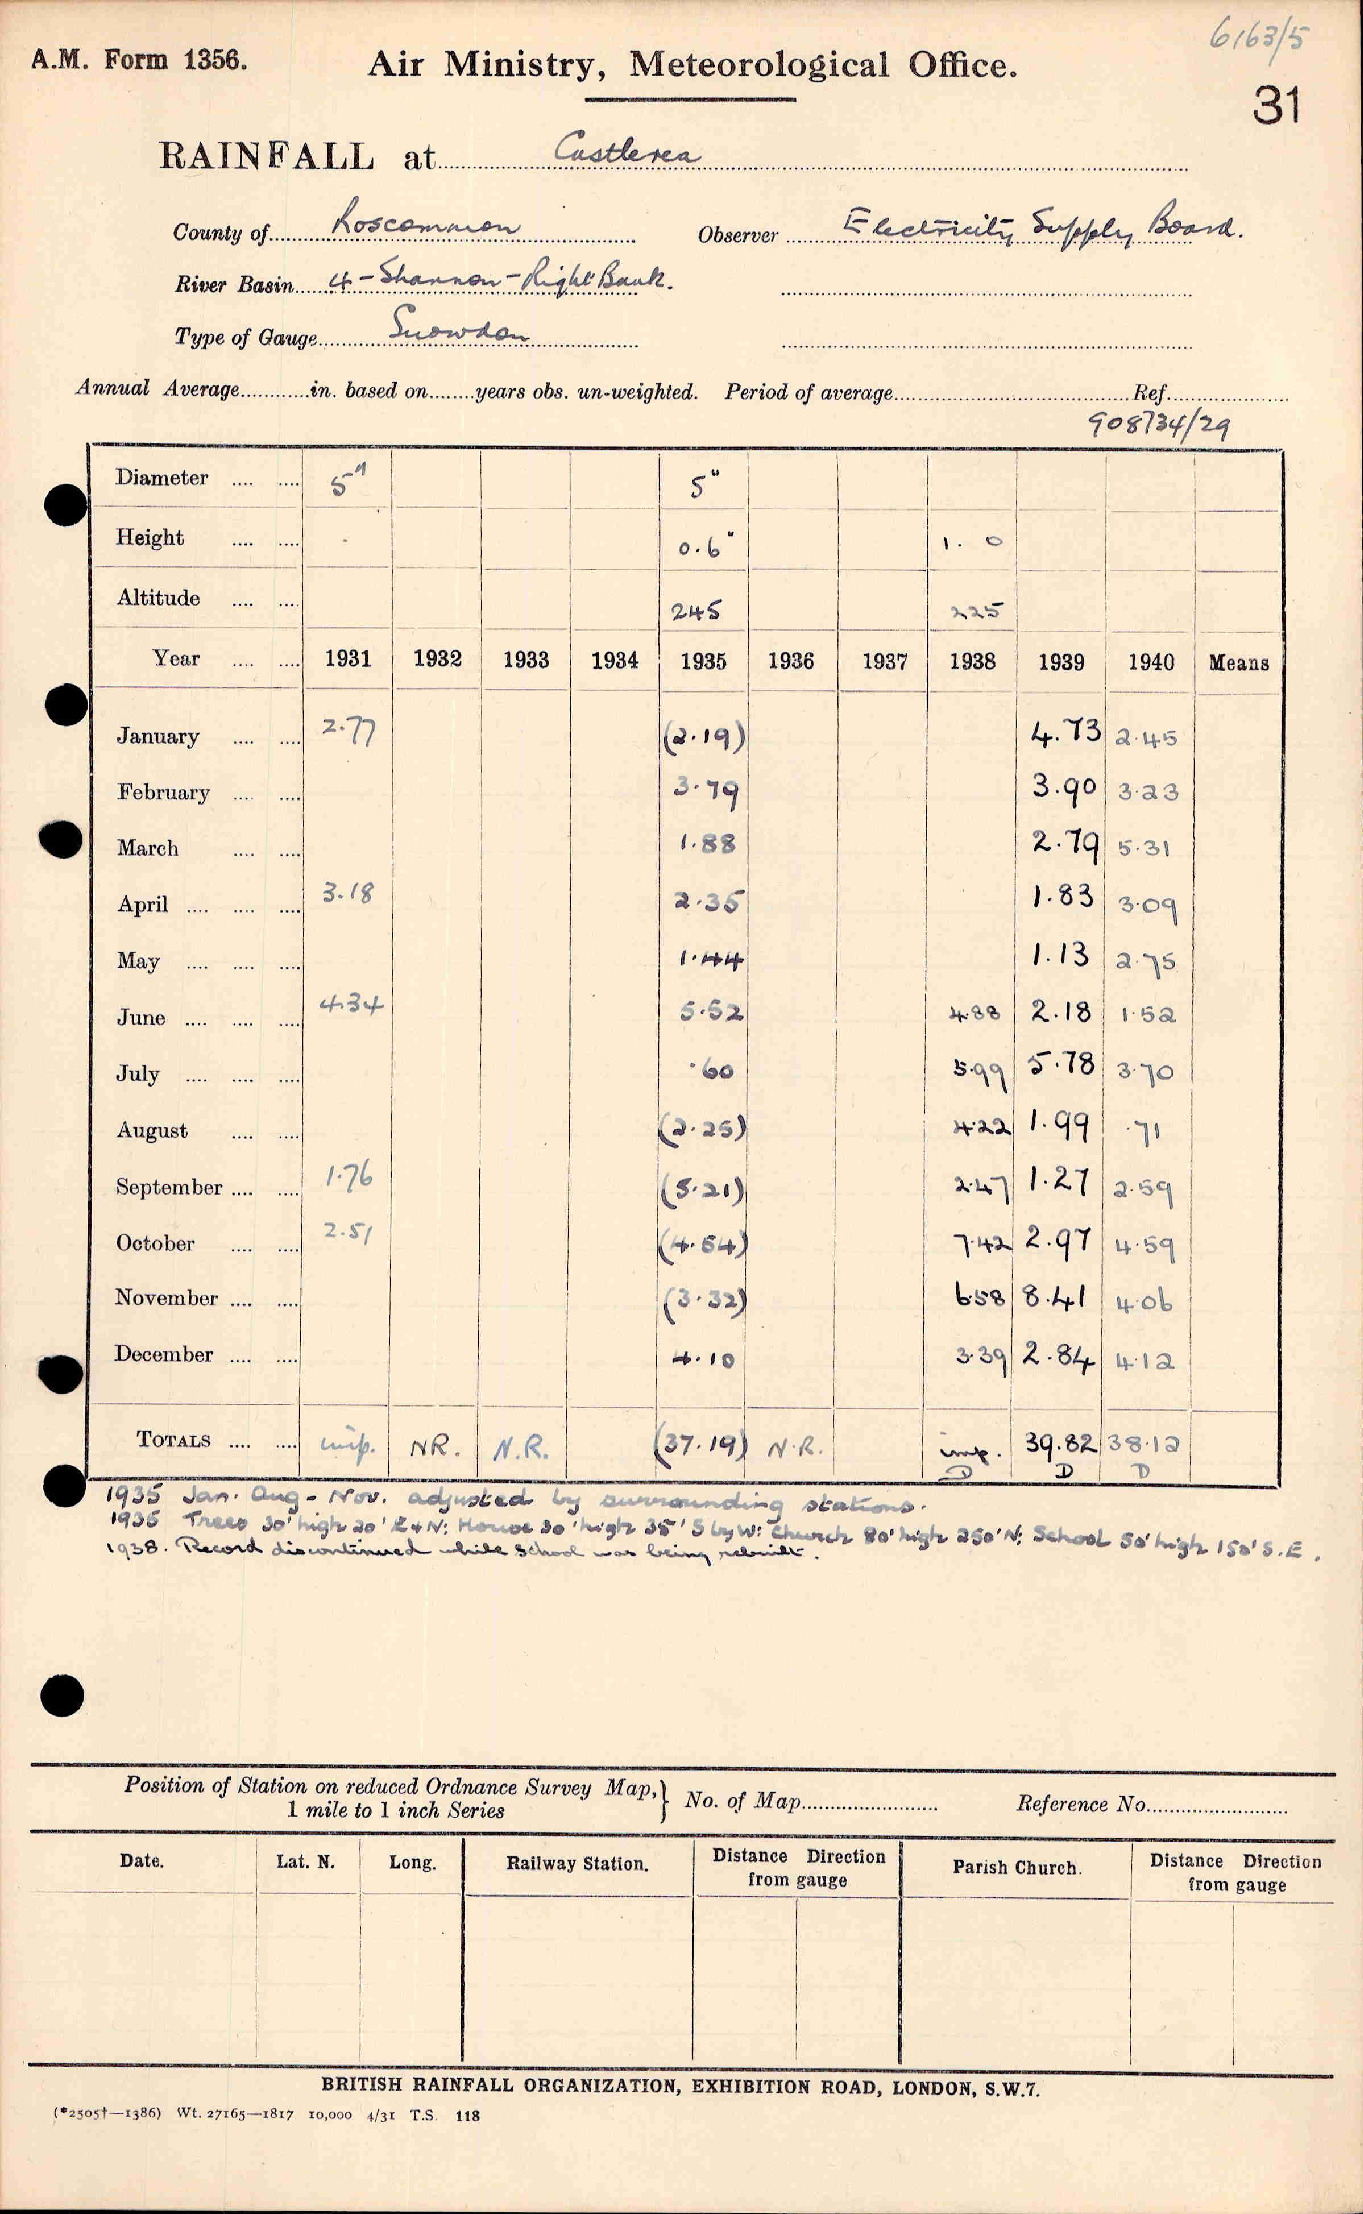 6163/5
A.M. Form 1356. Air Ministry, Meteorological Office.
31
RAINFALL at Castlerea
County of Roscommon Observer Electricity Supply Board.
River Basin 4 - Shannon - Right Bank.
Type of Gauge Snowdon
Annual Average............in. based on........years obs. un-weighted. Period of average.................... Ref....................
908734/29
Diameter .... .... 5" 5"
Height .... .... 0.6" 1. 0
Altitude .... .... 245 225
Year .... .... 1931 1932 1933 1934 1935 1936 1937 1938 1939 1940 Means
January .... .... 2.77 (2.19) 4.73 2.45
February .... .... 3.79 3.90 3.23
March .... .... 1.88 2.79 5.31
April .... .... .... 3.18 2.35 1.83 3.09
May .... .... .... 1.44 1.13 2.75
June .... .... .... 4.34 5.52 4.88 2.18 1.52
July .... .... .... .60 5.99 5.78 3.70
August .... .... (2.25) 4.22 1.99 .71
September .... .... 1.76 (5.21) 2.47 1.27 2.59
October .... .... 2.51 (4.54) 7.42 2.97 4.59
November .... .... (3.32) 6.58 8.41 4.06
December .... .... 4.10 3.39 2.84 4.12
TOTALS .... .... imp. NR. N.R. (37.19) N.R. imp. 39.82 38.12
D D D
1935 Jan. Aug - Nov. adjusted by surrounding stations.
1935 Trees 30' high 20' E & N; House 30' high 35' S by W; Church 80' high 250' N; School 50' high 150' S.E.
1938. Record discontinued while school was being rebuilt.
Position of Station on reduced Ordnance Survey Map, } No. of Map........................ Reference No........................
1 mile to 1 inch Series
Date. Lat. N. Long. Railway Station. Distance Direction Parish Church. Distance Direction
from gauge from gauge
BRITISH RAINFALL ORGANIZATION, EXHIBITION ROAD, LONDON, S.W.7.
(*2505†—1386) Wt. 27165—1817 10,000 4/31 T.S. 118